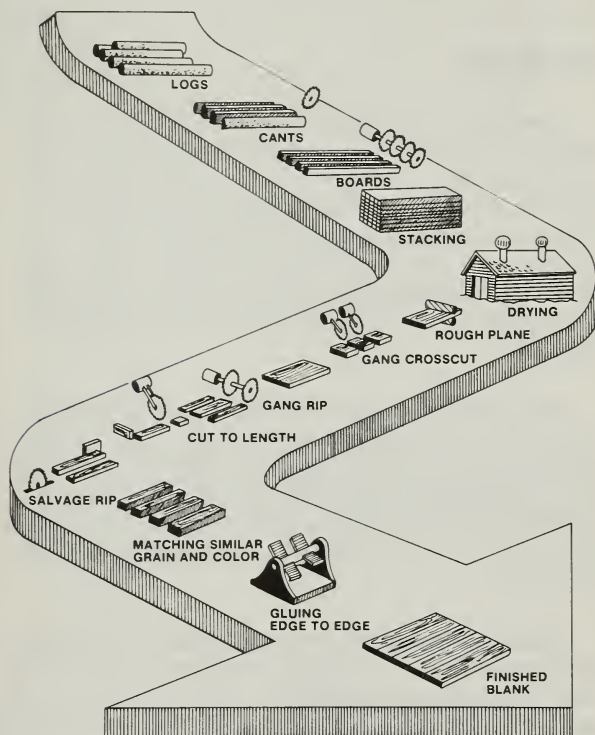 LOGS
CANTS
BOARDS
STACKING
DRYING
ROUGH PLANE
GANG CROSSCUT
GANG RIP
CUT TO LENGTH
SALVAGE RIP
MATCHING SIMILAR
GRAIN AND COLOR
GLUING
EDGE TO EDGE
FINISHED
BLANK